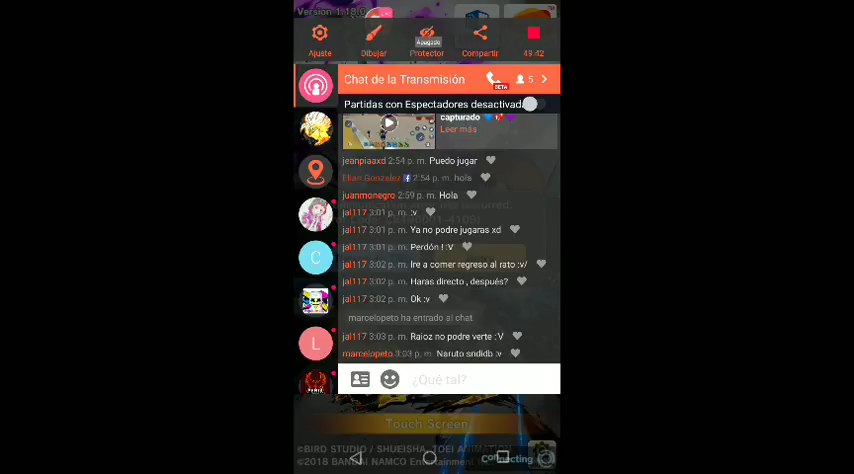 Version 1.18.0
LIVE
Apagado
Ajuste Dibujar Protector Compartir 49:42
Chat de la Transmisión BETA 5
Partidas con Espectadores desactivada
capturado
Leer más
jeanpiaaxd 2:54 p. m. Puedo jugar
Elian Gonzalez 2:54 p. m. hola
juanmonegro 2:59 p. m. Hola
jal117 3:01 p. m. :v
jal117 3:01 p. m. Ya no podre jugaras xd
jal117 3:01 p. m. Perdón ! :V
jal117 3:02 p. m. Ire a comer regreso al rato :v/
jal117 3:02 p. m. Haras directo , después?
jal117 3:02 p. m. Ok :v
marcelopeto ha entrado al chat
jal117 3:03 p. m. Raioz no podre verte :V
marcelopeto 3:03 p. m. Naruto sndidb :v
C
L
¿Qué tal?
Touch Screen
©BIRD STUDIO / SHUEISHA, TOEI ANIMATION
©2018 BANDAI NAMCO Entertainment
Connecting